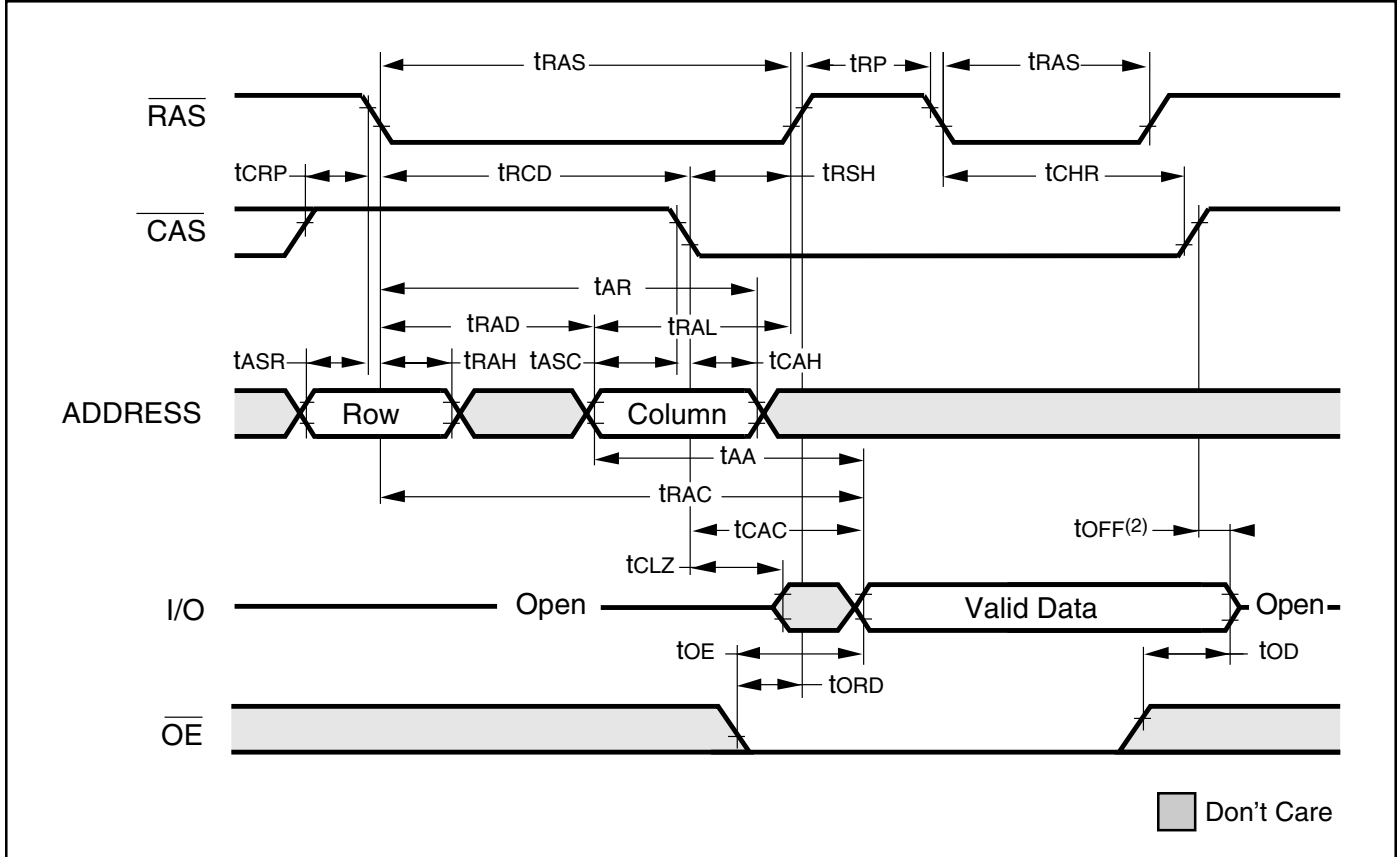 tRAS tRP tRAS
RAS
tCRP tRCD tRSH tCHR
CAS
tAR
tRAD tRAL
tASR tRAH tASC tCAH
ADDRESS Row Column
tAA
tRAC
tCAC tOFF(2)
tCLZ
I/O Open Valid Data Open
tOE tOD
tORD
OE
Don't Care